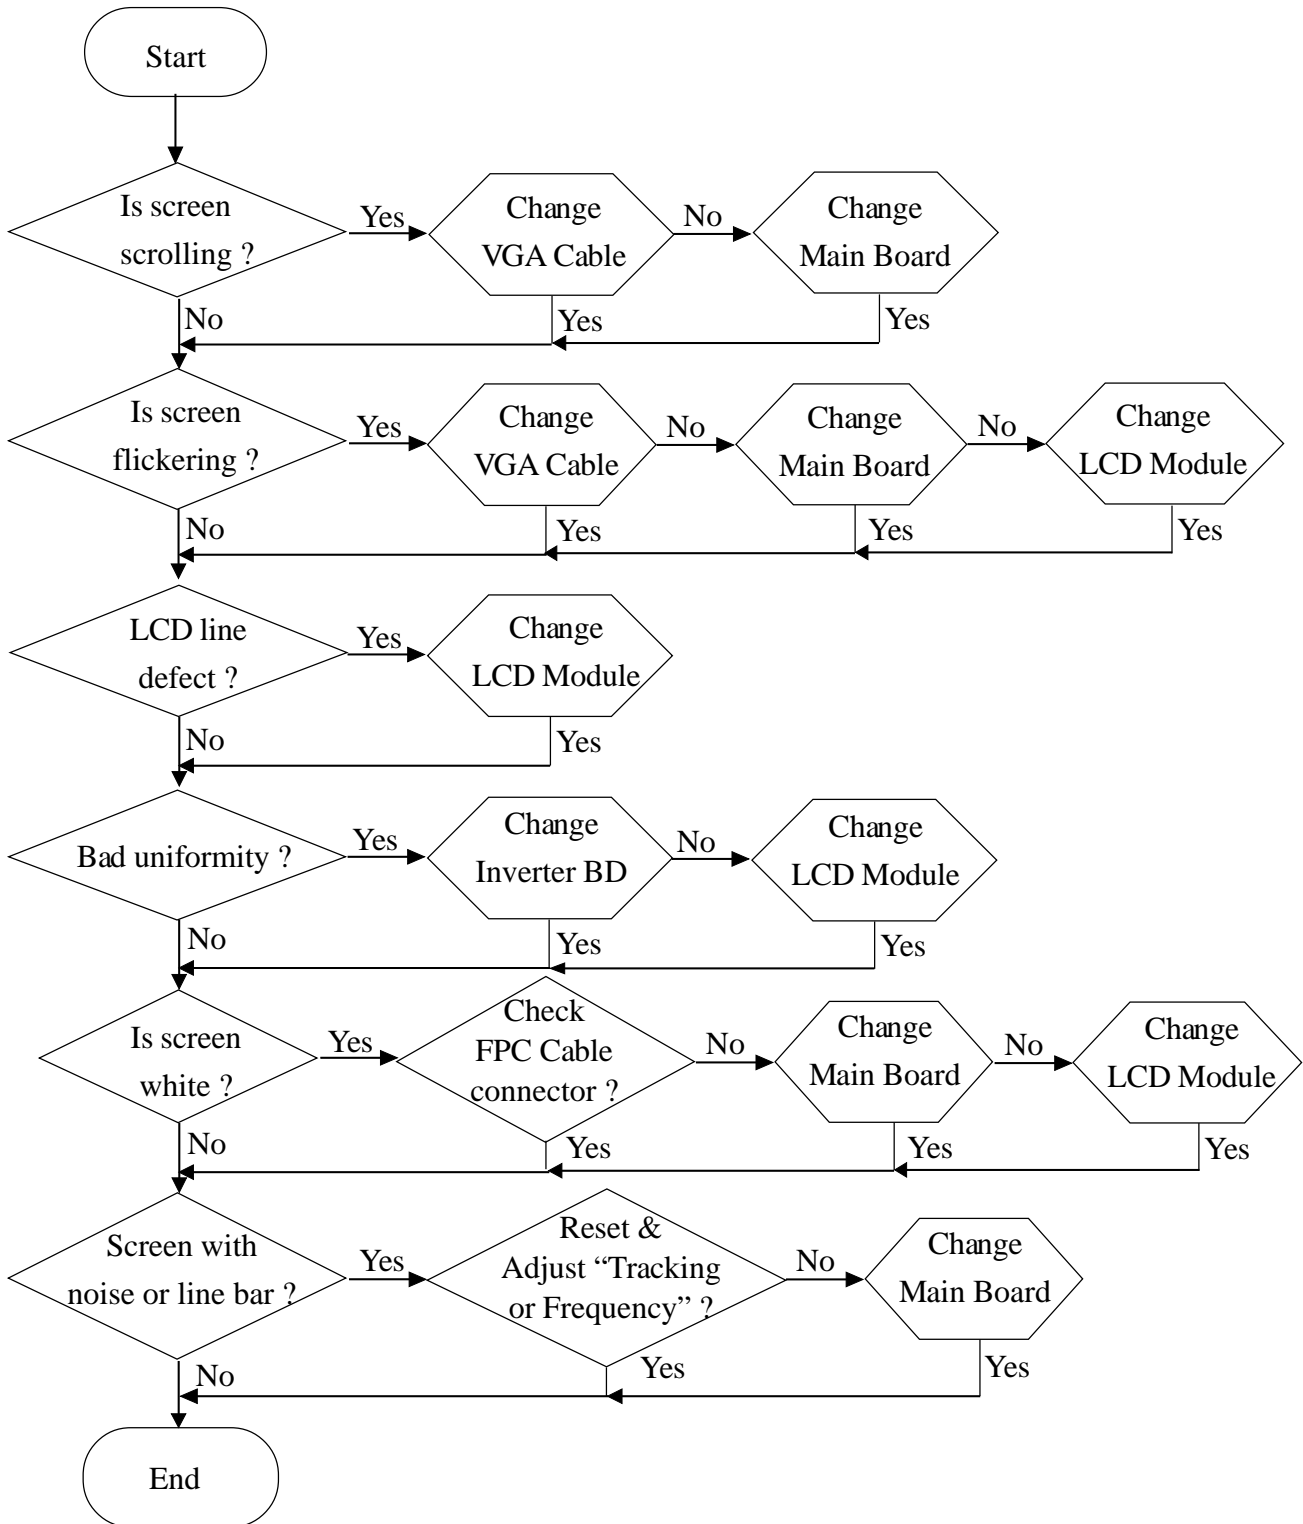 Start
Is screen
scrolling ?
Yes
Change
VGA Cable
No
Change
Main Board
No
Yes
Yes
Is screen
flickering ?
Yes
Change
VGA Cable
No
Change
Main Board
No
Change
LCD Module
No
Yes
Yes
Yes
LCD line
defect ?
Yes
Change
LCD Module
No
Yes
Bad uniformity ?
Yes
Change
Inverter BD
No
Change
LCD Module
No
Yes
Yes
Is screen
white ?
Yes
Check
FPC Cable
connector ?
No
Change
Main Board
No
Change
LCD Module
No
Yes
Yes
Yes
Screen with
noise or line bar ?
Yes
Reset &
Adjust “Tracking
or Frequency” ?
No
Change
Main Board
No
Yes
Yes
End